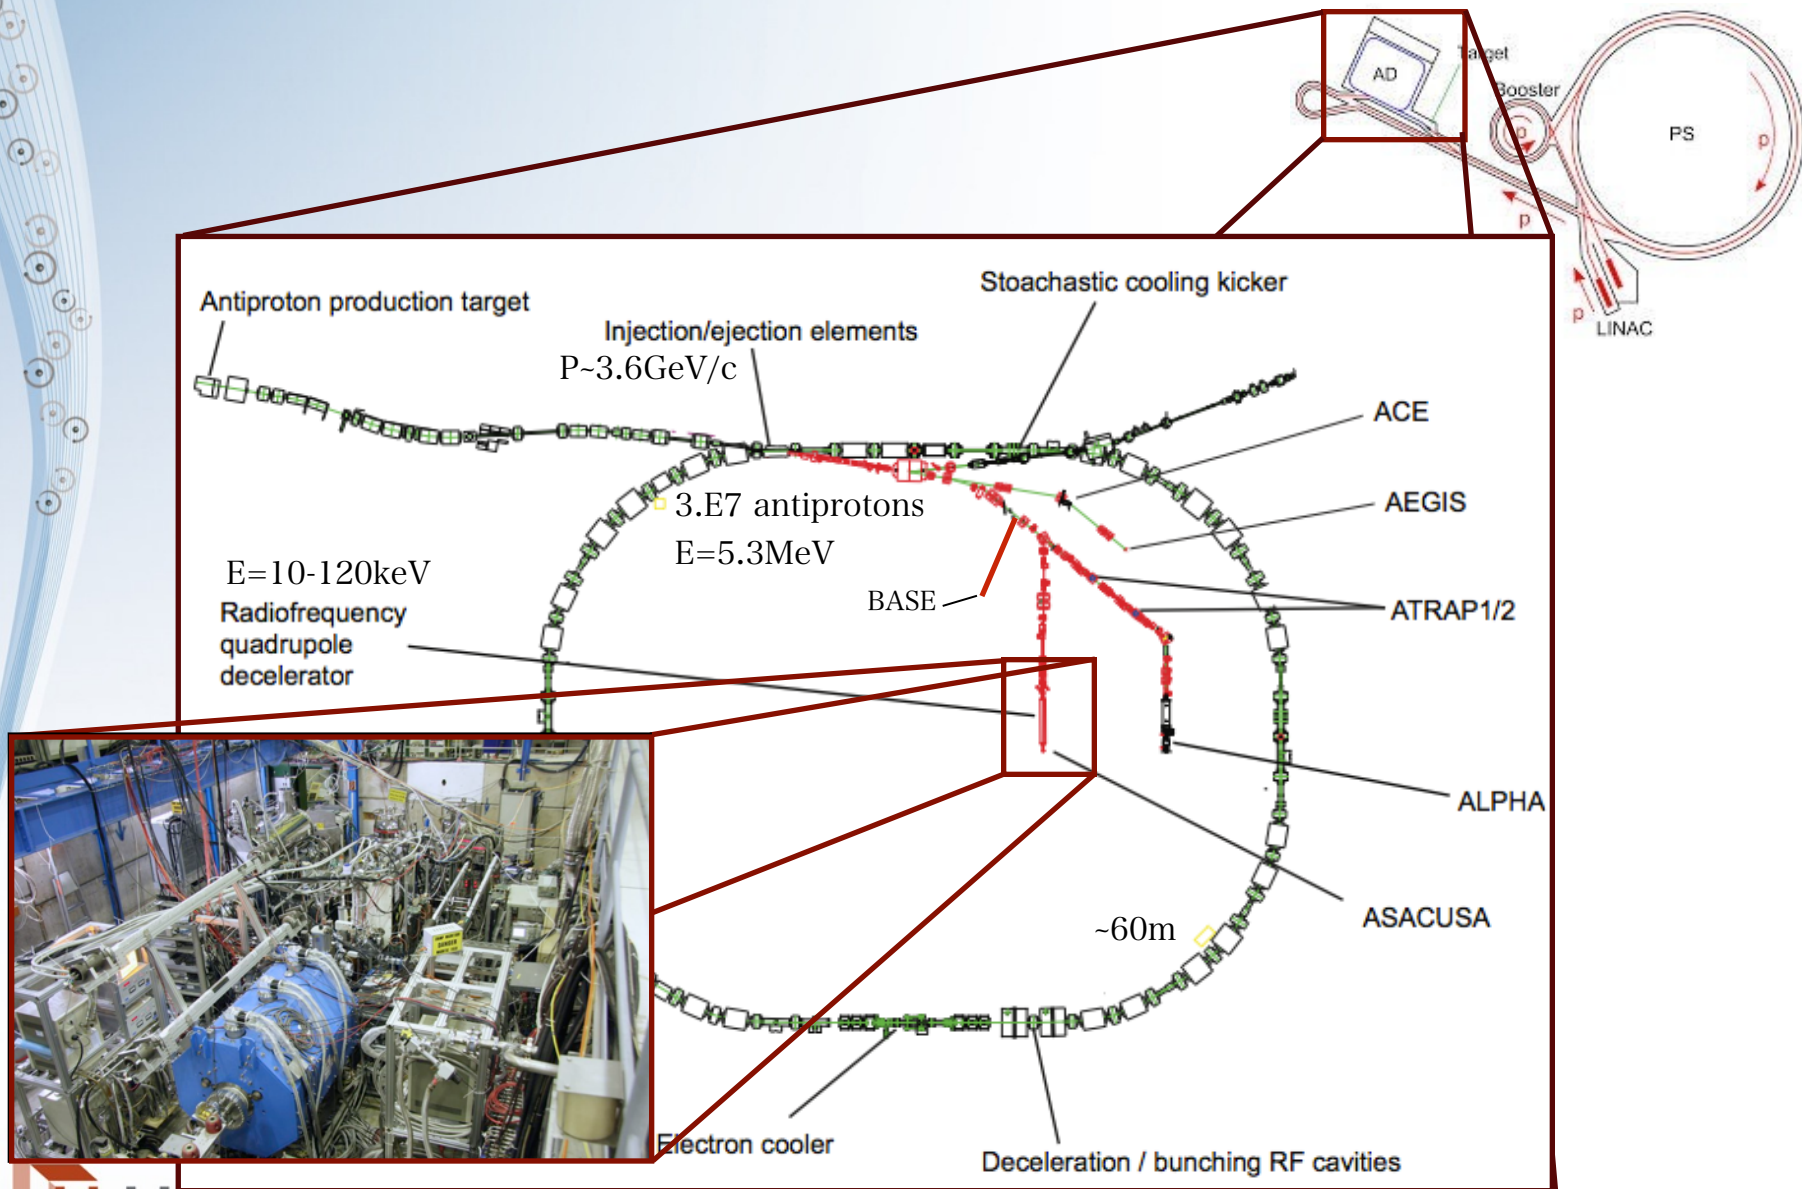 AD
Target
Booster
p
PS
p
p
p
LINAC
Stoachastic cooling kicker
Antiproton production target
Injection/ejection elements
P~3.6GeV/c
ACE
AEGIS
3.E7 antiprotons
E=5.3MeV
E=10-120keV
BASE
ATRAP1/2
Radiofrequency
quadrupole
decelerator
ALPHA
ASACUSA
~60m
DANGER
Electron cooler
Deceleration / bunching RF cavities